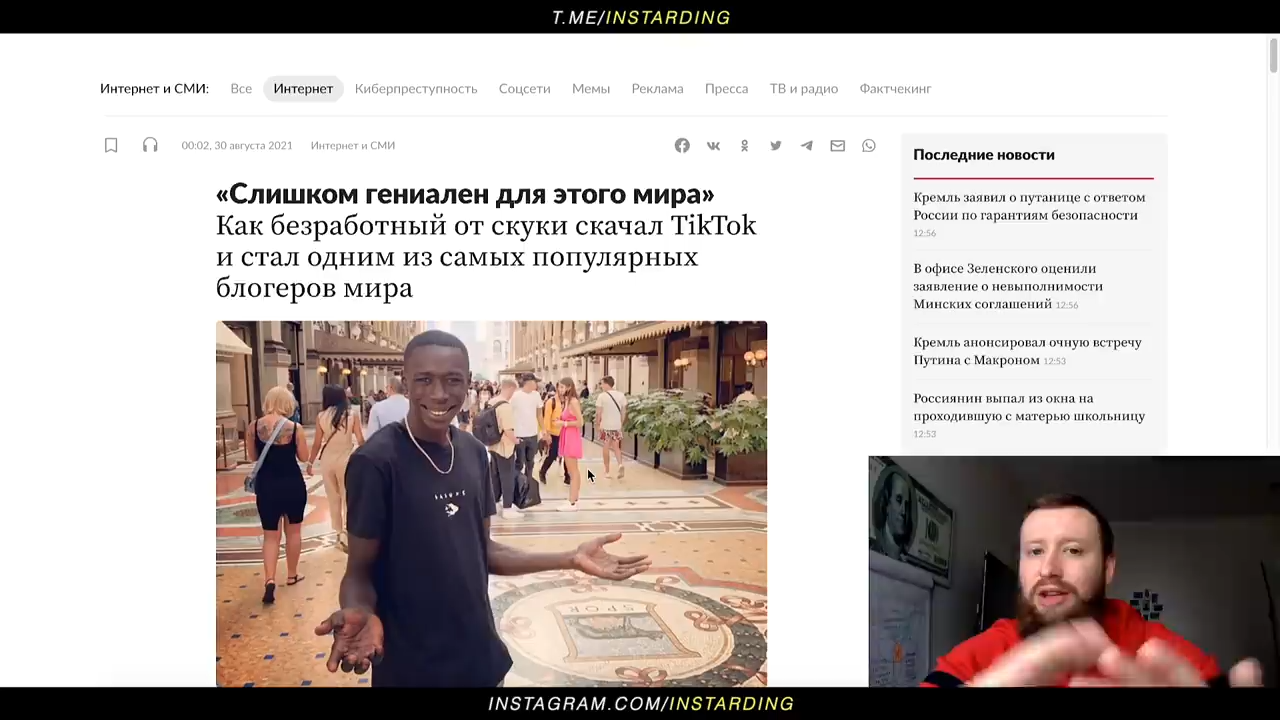 T.ME/INSTARDING
Интернет и СМИ: Все Интернет Киберпреступность Соцсети Мемы Реклама Пресса ТВ и радио Фактчекинг
00:02, 30 августа 2021 Интернет и СМИ
«Слишком гениален для этого мира»
Как безработный от скуки скачал TikTok
и стал одним из самых популярных
блогеров мира
Последние новости
Кремль заявил о путанице с ответом
России по гарантиям безопасности
12:56
В офисе Зеленского оценили
заявление о невыполнимости
Минских соглашений 12:56
Кремль анонсировал очную встречу
Путина с Макроном 12:53
Россиянин выпал из окна на
проходившую с матерью школьницу
12:53
100
INSTAGRAM.COM/INSTARDING